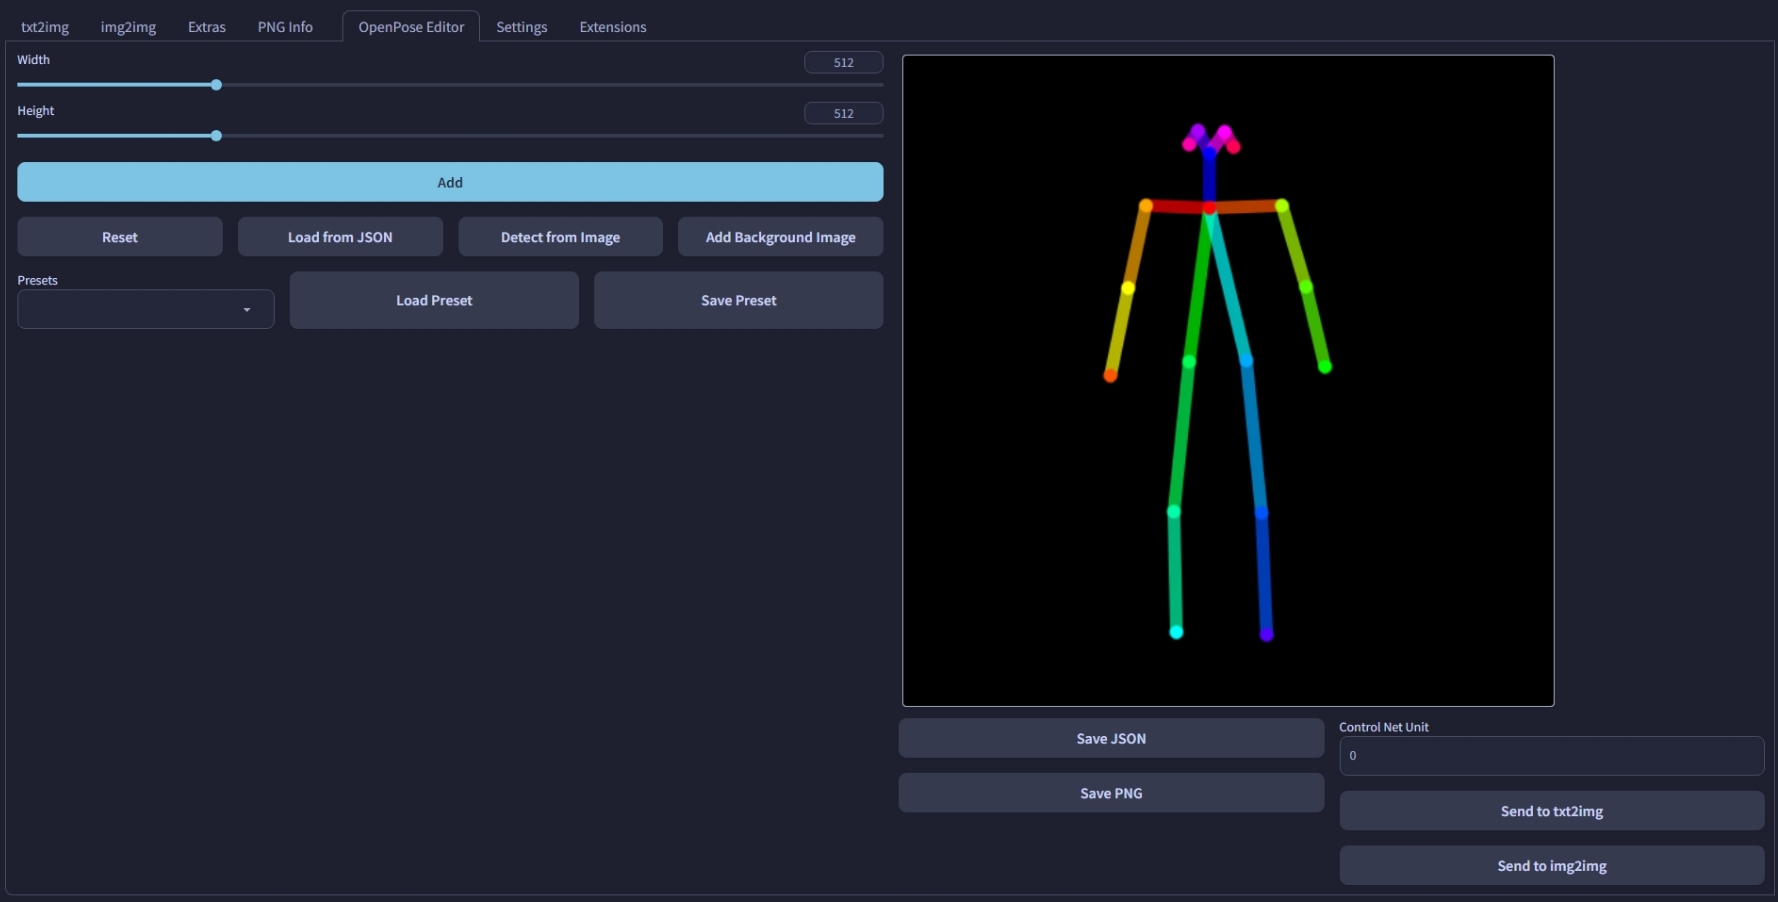 txt2img img2img Extras PNG Info OpenPose Editor Settings Extensions
Width 512
Height 512
Add
Reset Load from JSON Detect from Image Add Background Image
Presets
Load Preset Save Preset
Save JSON
Save PNG
Control Net Unit
0
Send to txt2img
Send to img2img